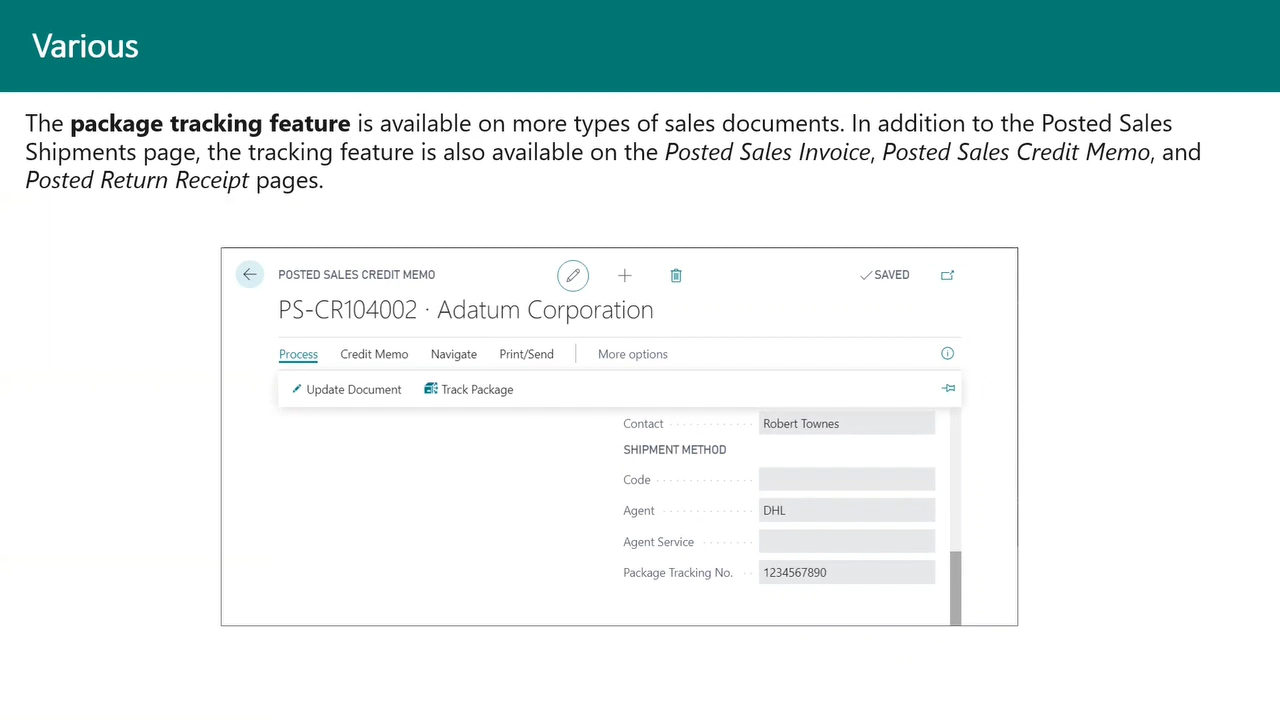 Various
The package tracking feature is available on more types of sales documents. In addition to the Posted Sales
Shipments page, the tracking feature is also available on the Posted Sales Invoice, Posted Sales Credit Memo, and
Posted Return Receipt pages.
POSTED SALES CREDIT MEMO
SAVED
PS-CR104002 · Adatum Corporation
Process Credit Memo Navigate Print/Send More options
Update Document Track Package
Contact Robert Townes
SHIPMENT METHOD
Code
Agent DHL
Agent Service
Package Tracking No. 1234567890